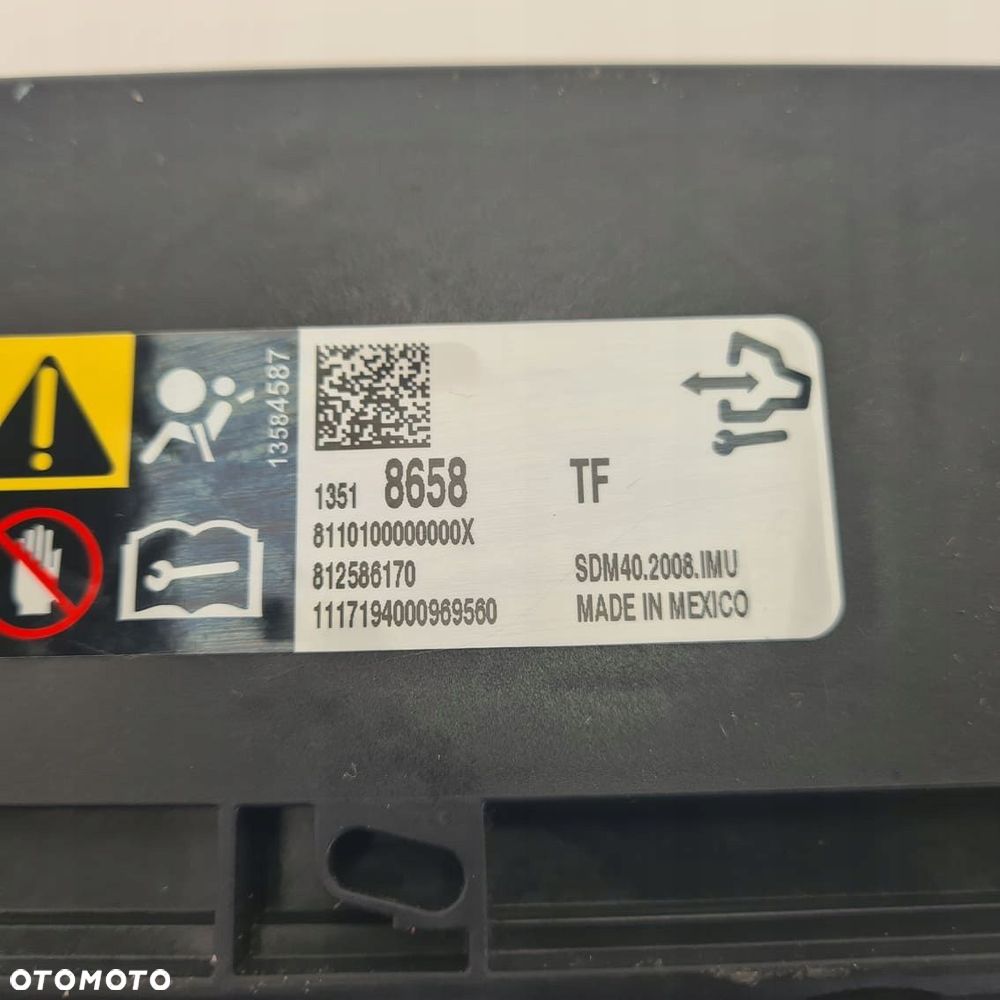 13584587
1351 8658 TF
8110100000000X
812586170 SDM40.2008.IMU
1117194000969560 MADE IN MEXICO
OTOMOTO